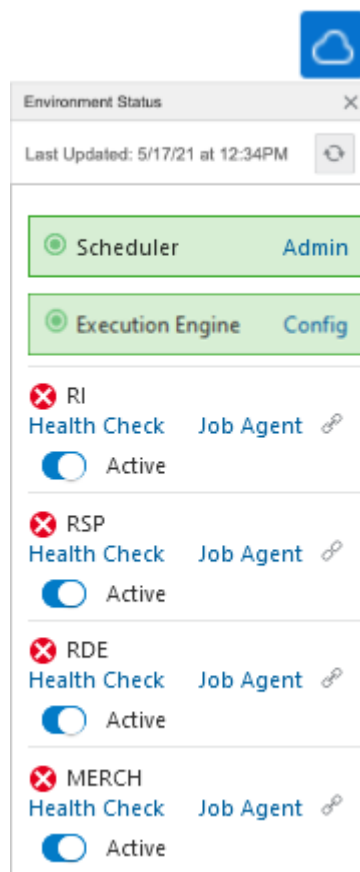 Environment Status
Last Updated: 5/17/21 at 12:34PM
Scheduler Admin
Execution Engine Config
RI
Health Check Job Agent
Active
RSP
Health Check Job Agent
Active
RDE
Health Check Job Agent
Active
MERCH
Health Check Job Agent
Active